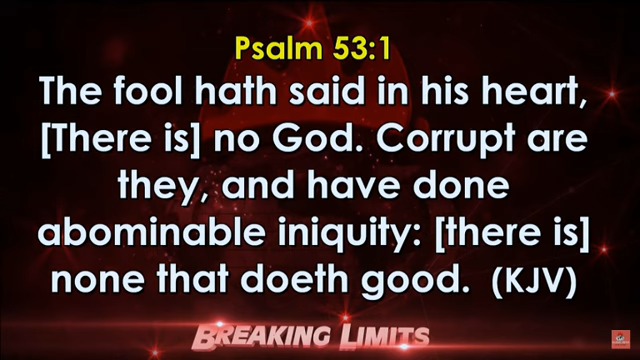 Psalm 53:1
The fool hath said in his heart,
[There is] no God. Corrupt are
they, and have done
abominable iniquity: [there is]
none that doeth good. (KJV)
BREAKING LIMITS